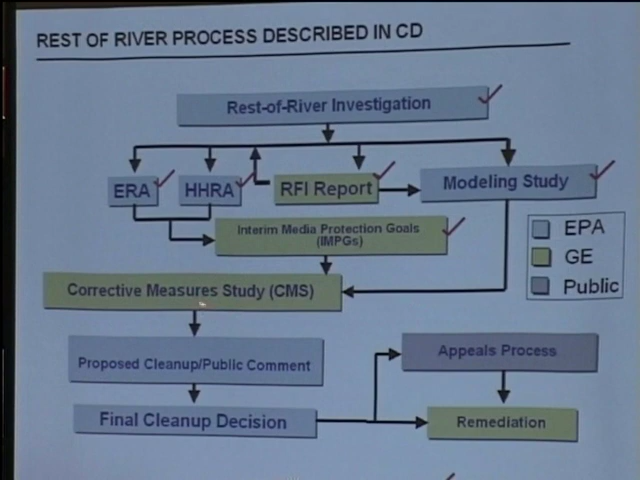 REST OF RIVER PROCESS DESCRIBED IN CD
Rest-of-River Investigation
ERA
HHRA
RFI Report
Modeling Study
Interim Media Protection Goals
(IMPGs)
EPA
GE
Public
Corrective Measures Study (CMS)
Proposed Cleanup/Public Comment
Appeals Process
Final Cleanup Decision
Remediation